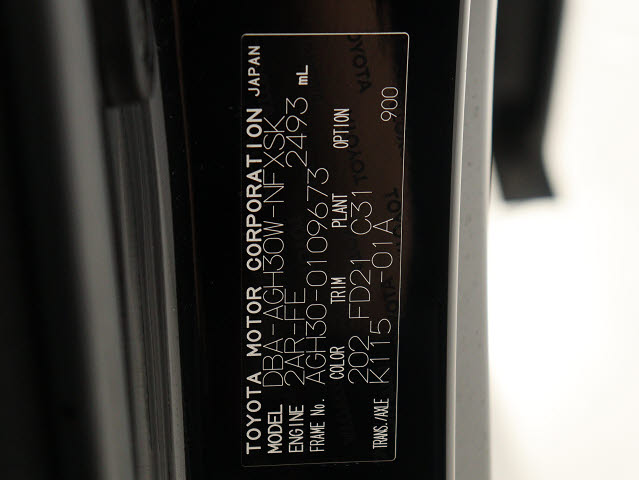 TOYOTA MOTOR CORPORATION JAPAN
MODEL DBA-AGH30W-NFXSK
ENGINE 2AR-FE 2493 mL
FRAME No. AGH30-0109673
COLOR TRIM PLANT OPTION
202 FD21 C31
TRANS./AXLE K115 -01A 900